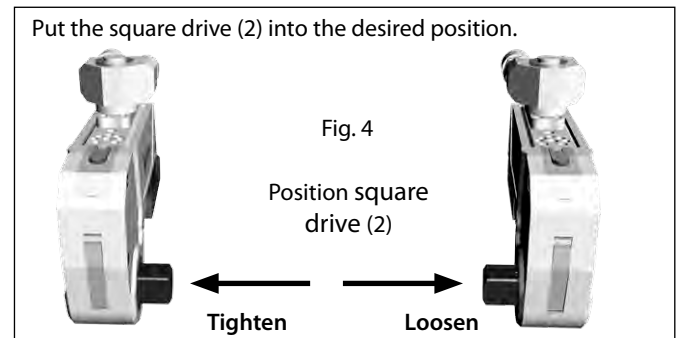 Put the square drive (2) into the desired position.
Fig. 4
Position square
drive (2)
Tighten
Loosen